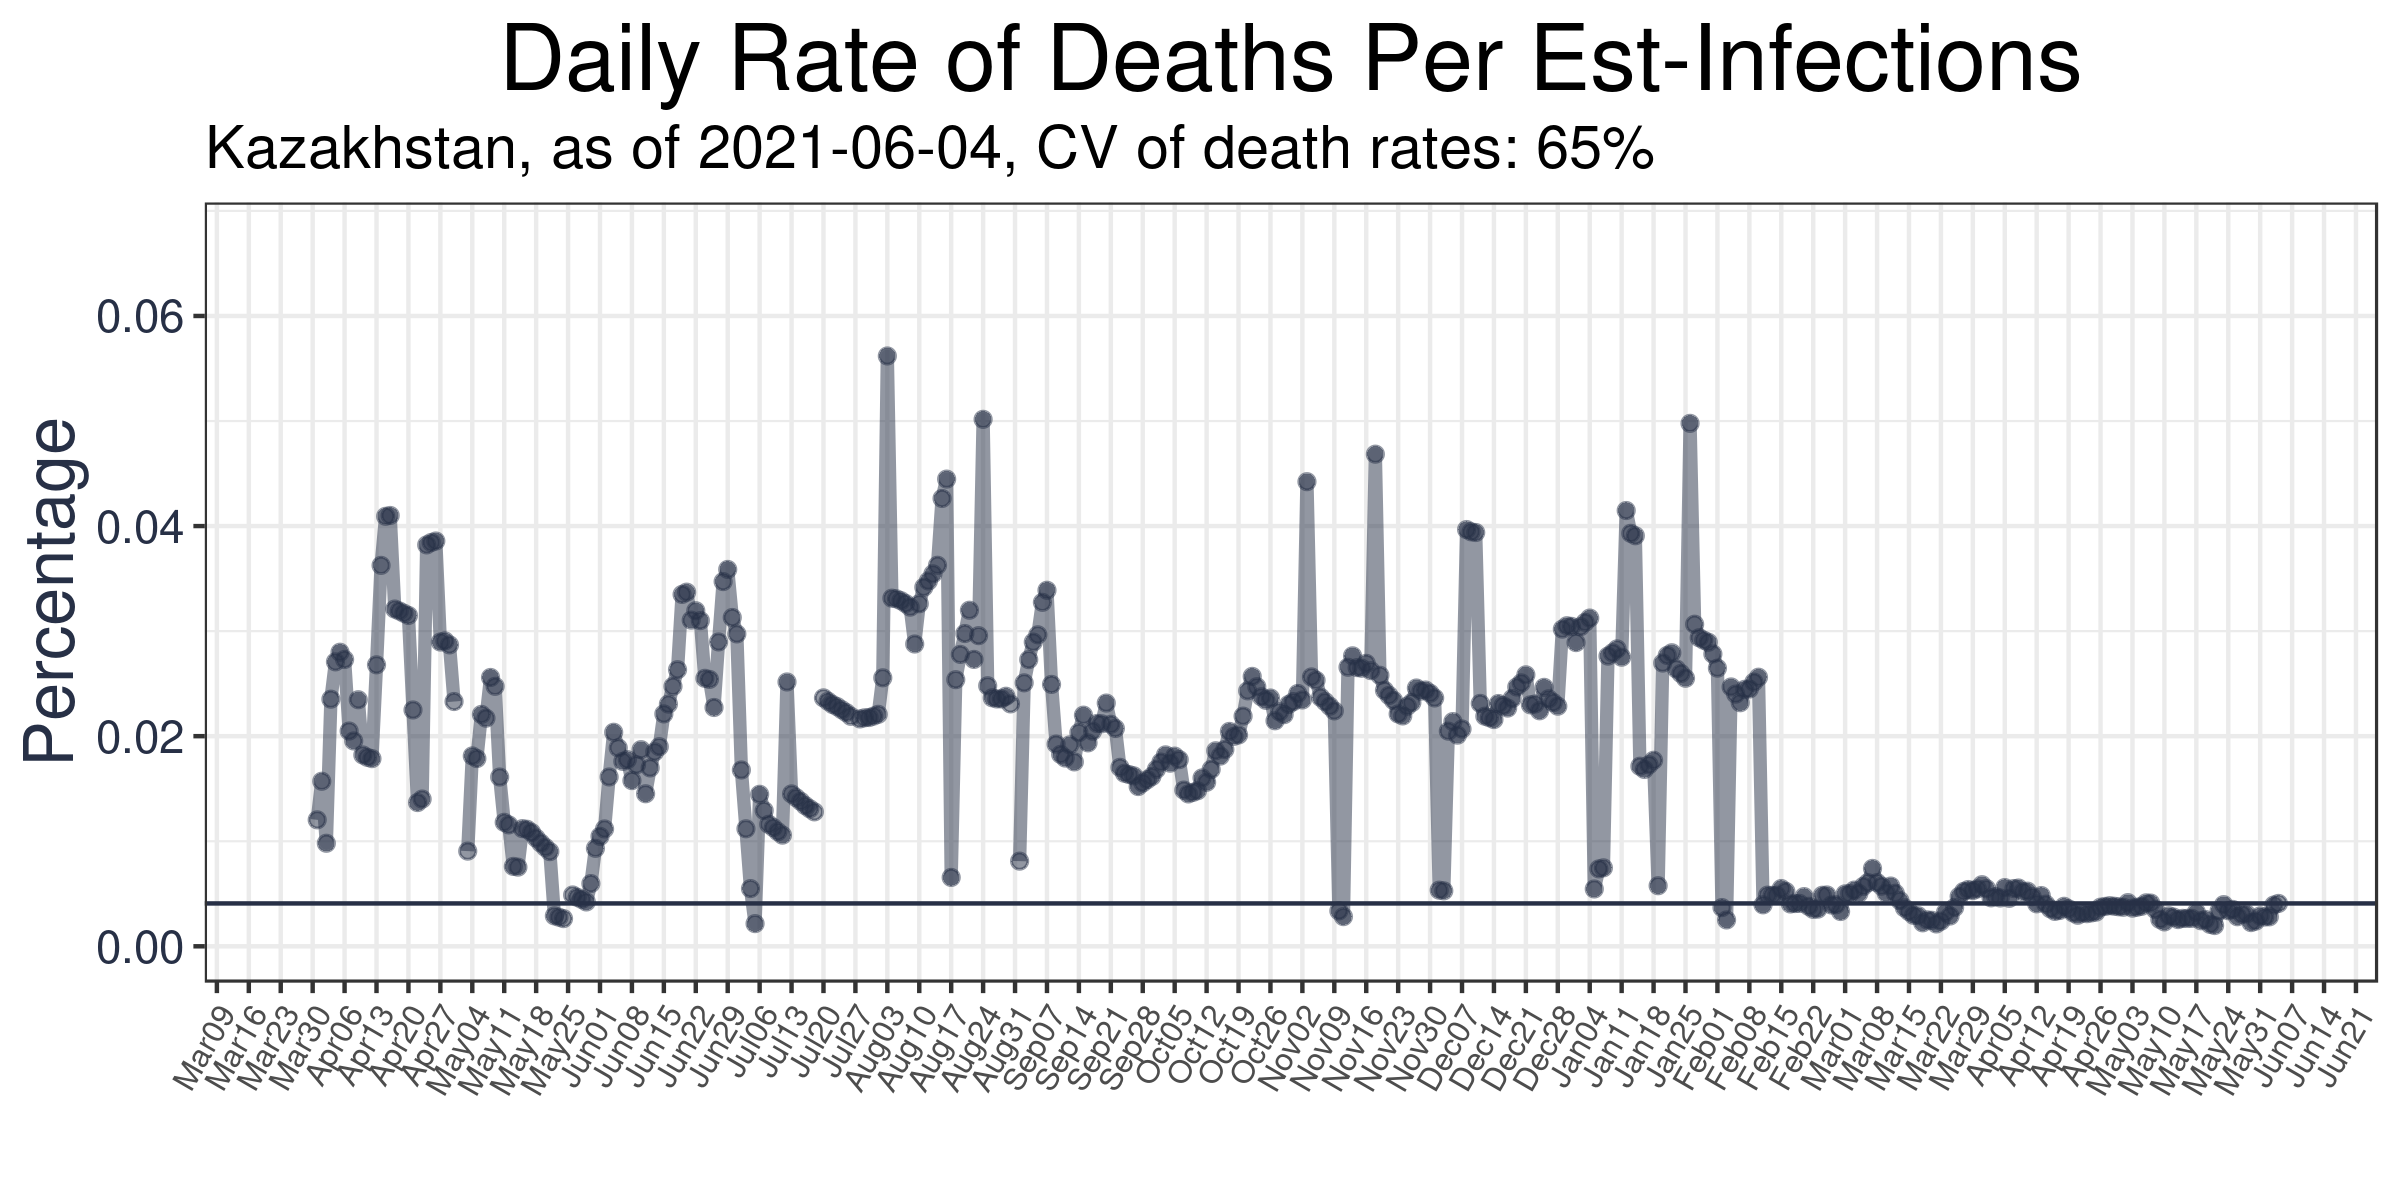 Daily Rate of Deaths Per Est-Infections
Kazakhstan, as of 2021-06-04, CV of death rates: 65%
Percentage
0.06
0.04
0.02
0.00
Mar09
Mar16
Mar23
Mar30
Apr06
Apr13
Apr20
Apr27
May04
May11
May18
May25
Jun01
Jun08
Jun15
Jun22
Jun29
Jul06
Jul13
Jul20
Jul27
Aug03
Aug10
Aug17
Aug24
Aug31
Sep07
Sep14
Sep21
Sep28
Oct05
Oct12
Oct19
Oct26
Nov02
Nov09
Nov16
Nov23
Nov30
Dec07
Dec14
Dec21
Dec28
Jan04
Jan11
Jan18
Jan25
Feb01
Feb08
Feb15
Feb22
Mar01
Mar08
Mar15
Mar22
Mar29
Apr05
Apr12
Apr19
Apr26
May03
May10
May17
May24
May31
Jun07
Jun14
Jun21